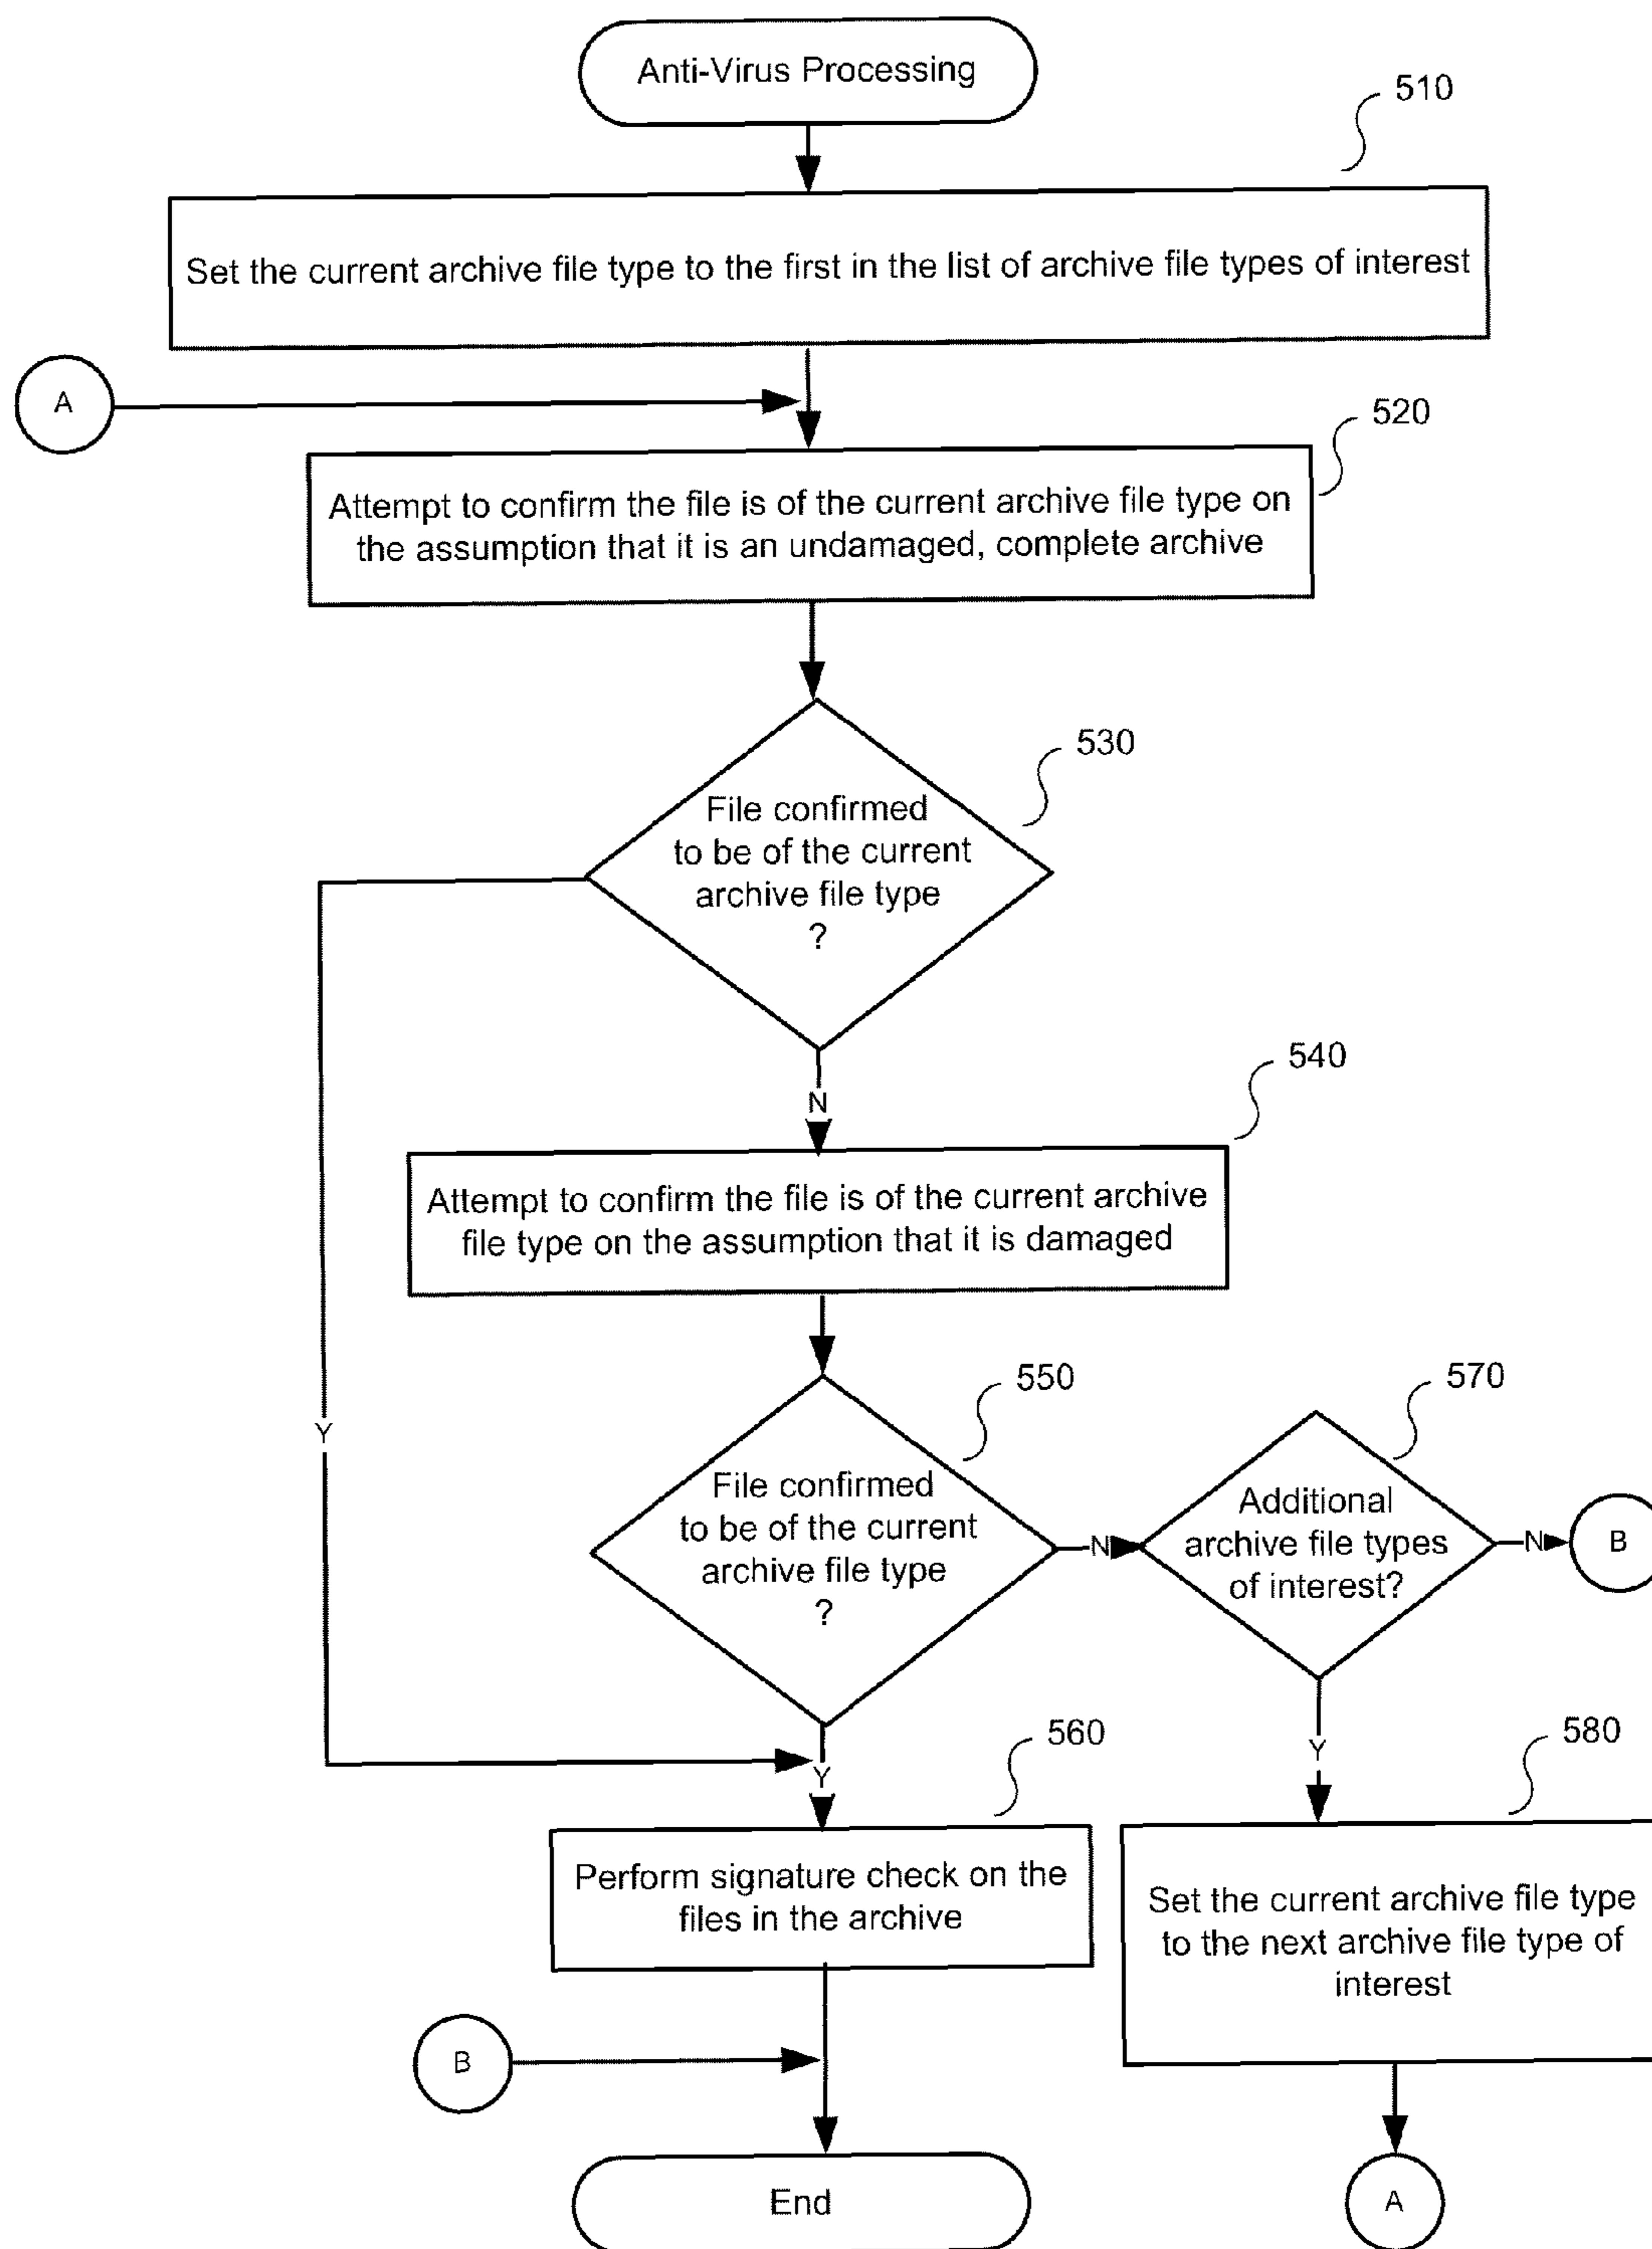 Anti-Virus Processing
510
Set the current archive file type to the first in the list of archive file types of interest
A
520
Attempt to confirm the file is of the current archive file type on
the assumption that it is an undamaged, complete archive
530
File confirmed
to be of the current
archive file type
?
N
540
Attempt to confirm the file is of the current archive
file type on the assumption that it is damaged
Y
550
File confirmed
to be of the current
archive file type
?
N
570
Additional
archive file types
of interest?
N
B
Y
560
Perform signature check on the
files in the archive
Y
580
Set the current archive file type
to the next archive file type of
interest
B
End
A